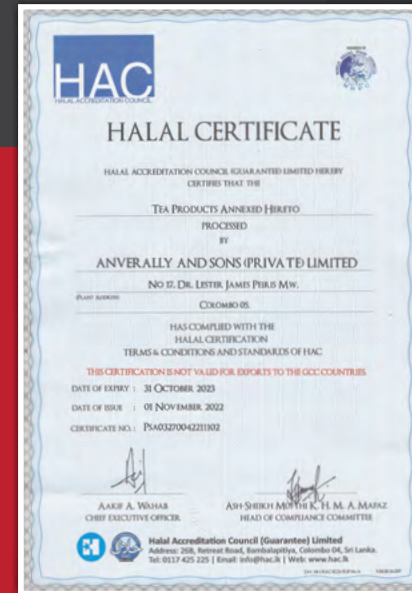 HAC
HALAL ACCREDITATION COUNCIL
HALAL CERTIFICATE
HALAL ACCREDITATION COUNCIL (GUARANTEE) LIMITED HEREBY
CERTIFIES THAT THE
TEA PRODUCTS ANNEXED HERETO
PROCESSED
BY
ANVERALLY AND SONS (PRIVATE) LIMITED
NO 17, DR. LESTER JAMES PEIRIS MW,
(PLANT ADDRESS)
COLOMBO 05.
HAS COMPLIED WITH THE
HALAL CERTIFICATION
TERMS & CONDITIONS AND STANDARDS OF HAC
THIS CERTIFICATION IS NOT VALID FOR EXPORTS TO THE GCC COUNTRIES.
DATE OF EXPIRY : 31 OCTOBER 2023
DATE OF ISSUE : 01 NOVEMBER 2022
CERTIFICATE NO. : PSA03270042211102
AAKIF A. WAHAB
ASH-SHEIKH MUFTHI K. H. M. A. MAFAZ
CHIEF EXECUTIVE OFFICER
HEAD OF COMPLIANCE COMMITTEE
Halal Accreditation Council (Guarantee) Limited
Address: 26B, Retreat Road, Bambalapitiya, Colombo 04, Sri Lanka.
Tel: 0117 425 225 | Email: info@hac.lk | Web: www.hac.lk